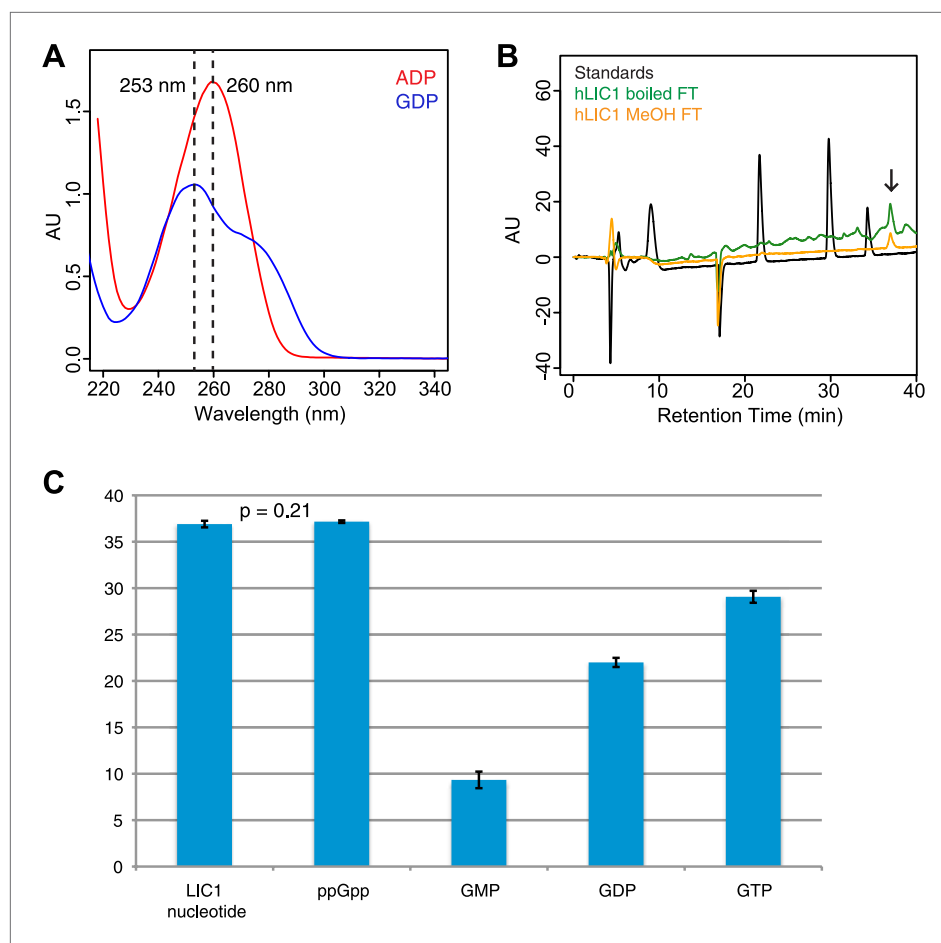 A
253 nm
260 nm
ADP
GDP
AU
0.0
0.5
1.0
1.5
220 240 260 280 300 320 340
Wavelength (nm)
B
Standards
hLIC1 boiled FT
hLIC1 MeOH FT
AU
60
40
20
0
-20
-40
0 10 20 30 40
Retention Time (min)
C
p = 0.21
40
35
30
25
20
15
10
5
0
LIC1 nucleotide
ppGpp
GMP
GDP
GTP